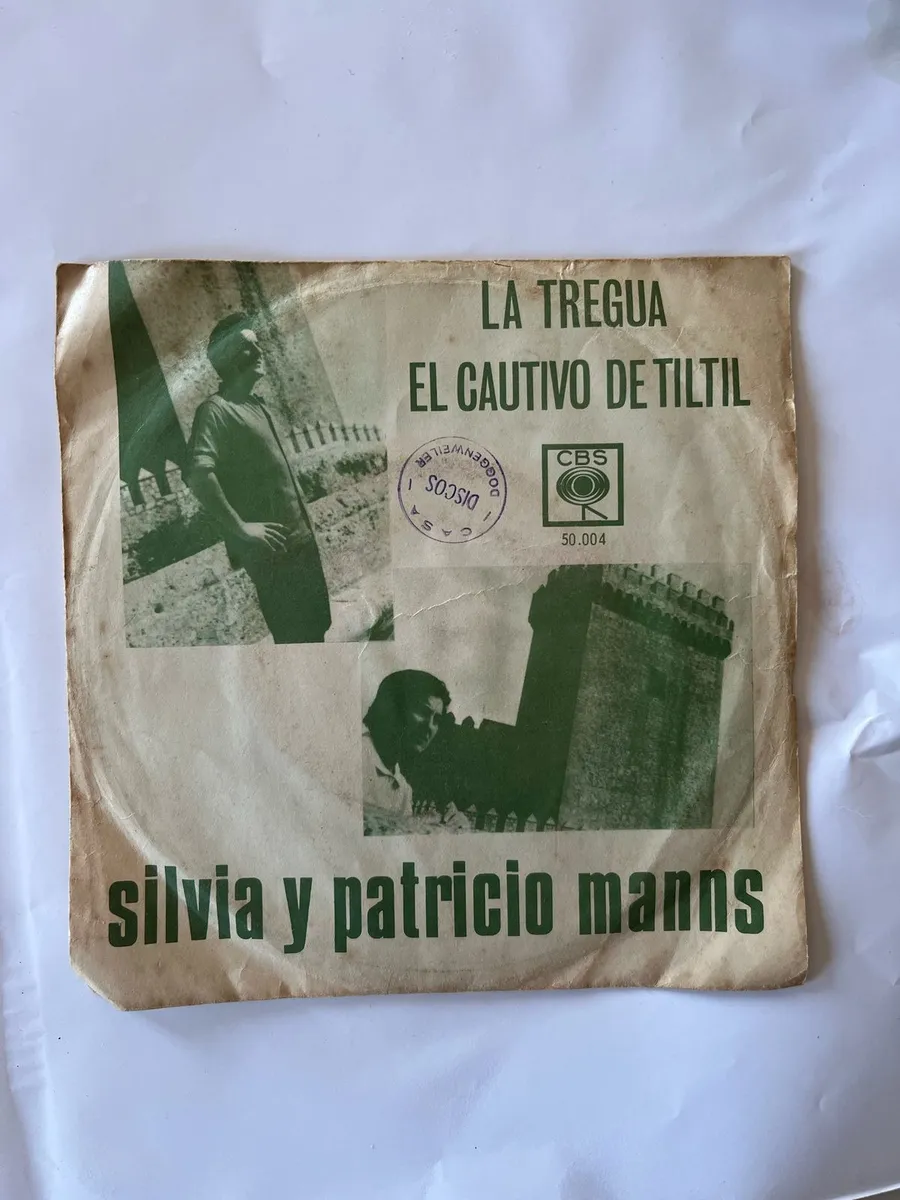 LA TREGUA
EL CAUTIVO DE TILTIL
CASA
DOGGENWEILER
DISCOS
CBS
50.004
silvia y patricio manns